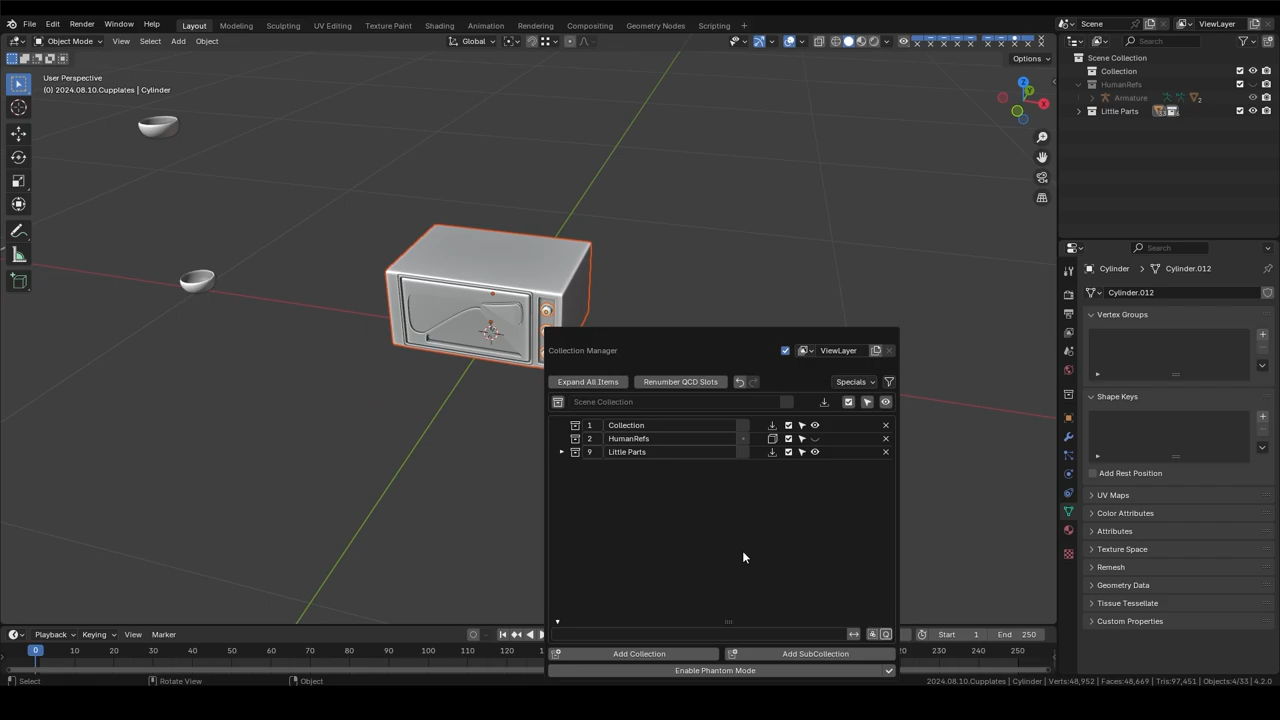 File Edit Render Window Help Layout Modeling Sculpting UV Editing Texture Paint Shading Animation Rendering Compositing Geometry Nodes Scripting Scene ViewLayer
Object Mode View Select Add Object Global Search
Options
User Perspective
(0) 2024.08.10.Cupplates | Cylinder
Z
Y
X
Scene Collection
Collection
HumanRefs
Armature 2
Little Parts
Search
Cylinder Cylinder.012
Cylinder.012
Vertex Groups
Shape Keys
Add Rest Position
UV Maps
Color Attributes
Attributes
Texture Space
Remesh
Geometry Data
Tissue Tessellate
Custom Properties
Collection Manager ViewLayer
Expand All Items Renumber QCD Slots Specials
Scene Collection
1 Collection
2 HumanRefs
9 Little Parts
Add Collection Add SubCollection
Enable Phantom Mode
Playback Keying View Marker Start 1 End 250
0 10 20 30 40 50 60 70 80 90 100 110 120 200 210 220 230 240 250
Select Rotate View Object 2024.08.10.Cupplates | Cylinder | Verts:48,952 | Faces:48,669 | Tris:97,451 | Objects:4/33 | 4.2.0